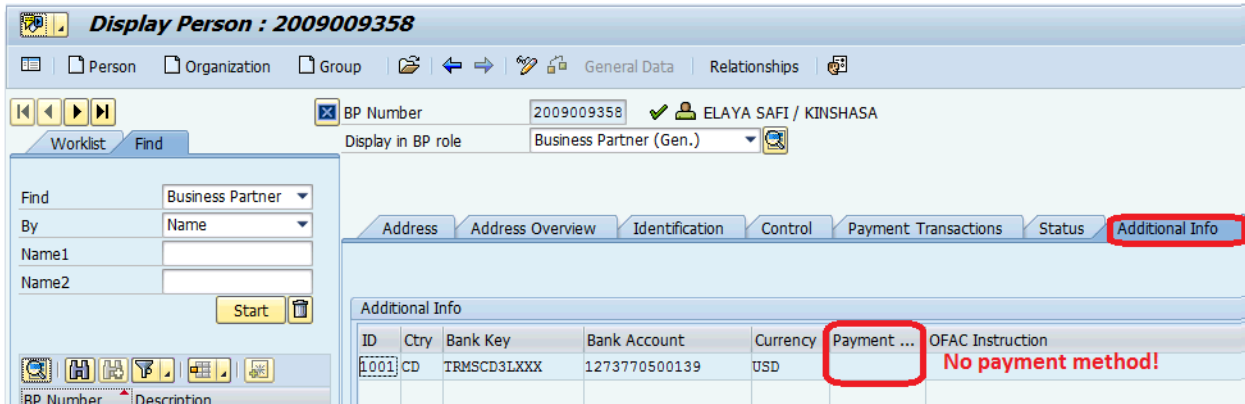 Display Person : 2009009358
Person Organization Group General Data Relationships
BP Number 2009009358 ELAYA SAFI / KINSHASA
Worklist Find
Display in BP role Business Partner (Gen.)
Find Business Partner
By Name
Address Address Overview Identification Control Payment Transactions Status Additional Info
Name1
Name2
Start
Additional Info
ID Ctry Bank Key Bank Account Currency Payment ... OFAC Instruction
1001 CD TRMSCD3LXXX 1273770500139 USD
No payment method!
BP Number Description